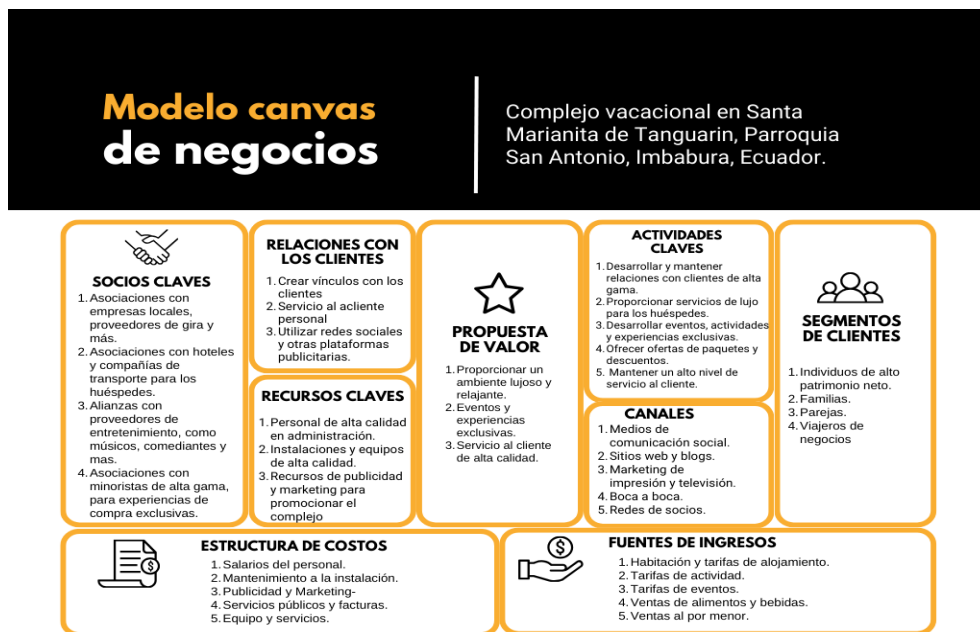 Modelo canvas
de negocios
Complejo vacacional en Santa
Marianita de Tanguarin, Parroquia
San Antonio, Imbabura, Ecuador.
SOCIOS CLAVES
1. Asociaciones con
empresas locales,
proveedores de gira y
más.
2. Asociaciones con hoteles
y compañías de
transporte para los
huéspedes.
3. Alianzas con
proveedores de
entretenimiento, como
músicos, comediantes y
mas.
4. Asociaciones con
minoristas de alta gama,
para experiencias de
compra exclusivas.
RELACIONES CON
LOS CLIENTES
1. Crear vínculos con los
clientes
2. Servicio al acliente
personal
3. Utilizar redes sociales
y otras plataformas
publicitarias.
RECURSOS CLAVES
1. Personal de alta calidad
en administración.
2. Instalaciones y equipos
de alta calidad.
3. Recursos de publicidad
y marketing para
promocionar el
complejo
PROPUESTA
DE VALOR
1. Proporcionar un
ambiente lujoso y
relajante.
2. Eventos y
experiencias
exclusivas.
3. Servicio al cliente
de alta calidad.
ACTIVIDADES
CLAVES
1. Desarrollar y mantener
relaciones con clientes de alta
gama.
2. Proporcionar servicios de lujo
para los huéspedes.
3. Desarrollar eventos, actividades
y experiencias exclusivas.
4. Ofrecer ofertas de paquetes y
descuentos.
5. Mantener un alto nivel de
servicio al cliente.
CANALES
1. Medios de
comunicación social.
2. Sitios web y blogs.
3. Marketing de
impresión y televisión.
4. Boca a boca.
5. Redes de socios.
SEGMENTOS
DE CLIENTES
1. Individuos de alto
patrimonio neto.
2. Familias.
3. Parejas.
4. Viajeros de
negocios
ESTRUCTURA DE COSTOS
1. Salarios del personal.
2. Mantenimiento a la instalación.
3. Publicidad y Marketing-
4. Servicios públicos y facturas.
5. Equipo y servicios.
FUENTES DE INGRESOS
1. Habitación y tarifas de alojamiento.
2. Tarifas de actividad.
3. Tarifas de eventos.
4. Ventas de alimentos y bebidas.
5. Ventas al por menor.